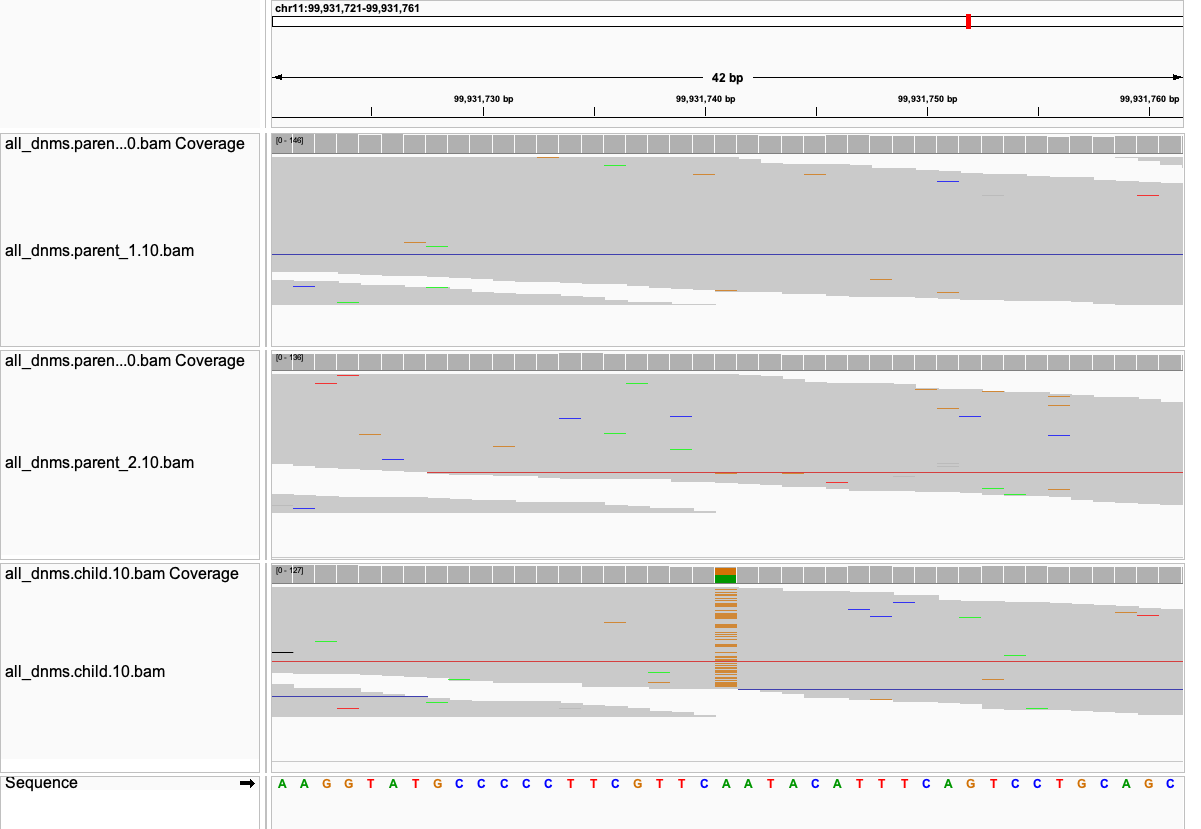 chr11:99,931,721-99,931,761
42 bp
99,931,730 bp 99,931,740 bp 99,931,750 bp 99,931,760 bp
all_dnms.paren...0.bam Coverage
[0 - 146]
all_dnms.parent_1.10.bam
all_dnms.paren...0.bam Coverage
[0 - 136]
all_dnms.parent_2.10.bam
all_dnms.child.10.bam Coverage
[0 - 127]
all_dnms.child.10.bam
Sequence A A G G T A T G C C C C C T T C G T T C A A T A C A T T T C A G T C C T G C A G C